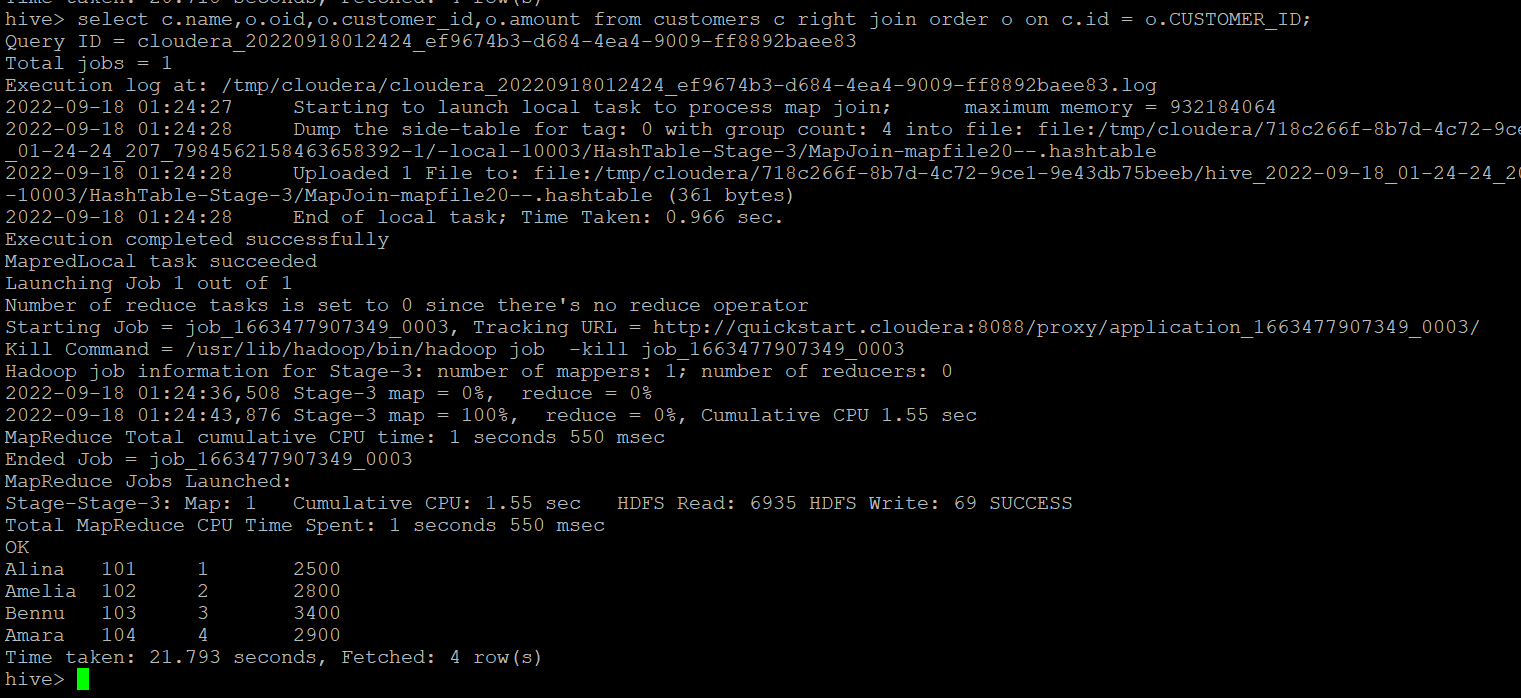 Time taken: 20.710 seconds, Fetched: 4 row(s)
hive> select c.name,o.oid,o.customer_id,o.amount from customers c right join order o on c.id = o.CUSTOMER_ID;
Query ID = cloudera_20220918012424_ef9674b3-d684-4ea4-9009-ff8892baee83
Total jobs = 1
Execution log at: /tmp/cloudera/cloudera_20220918012424_ef9674b3-d684-4ea4-9009-ff8892baee83.log
2022-09-18 01:24:27     Starting to launch local task to process map join;      maximum memory = 932184064
2022-09-18 01:24:28     Dump the side-table for tag: 0 with group count: 4 into file: file:/tmp/cloudera/718c266f-8b7d-4c72-9ce
_01-24-24_207_7984562158463658392-1/-local-10003/HashTable-Stage-3/MapJoin-mapfile20--.hashtable
2022-09-18 01:24:28     Uploaded 1 File to: file:/tmp/cloudera/718c266f-8b7d-4c72-9ce1-9e43db75beeb/hive_2022-09-18_01-24-24_20
-10003/HashTable-Stage-3/MapJoin-mapfile20--.hashtable (361 bytes)
2022-09-18 01:24:28     End of local task; Time Taken: 0.966 sec.
Execution completed successfully
MapredLocal task succeeded
Launching Job 1 out of 1
Number of reduce tasks is set to 0 since there's no reduce operator
Starting Job = job_1663477907349_0003, Tracking URL = http://quickstart.cloudera:8088/proxy/application_1663477907349_0003/
Kill Command = /usr/lib/hadoop/bin/hadoop job  -kill job_1663477907349_0003
Hadoop job information for Stage-3: number of mappers: 1; number of reducers: 0
2022-09-18 01:24:36,508 Stage-3 map = 0%,  reduce = 0%
2022-09-18 01:24:43,876 Stage-3 map = 100%,  reduce = 0%, Cumulative CPU 1.55 sec
MapReduce Total cumulative CPU time: 1 seconds 550 msec
Ended Job = job_1663477907349_0003
MapReduce Jobs Launched:
Stage-Stage-3: Map: 1   Cumulative CPU: 1.55 sec   HDFS Read: 6935 HDFS Write: 69 SUCCESS
Total MapReduce CPU Time Spent: 1 seconds 550 msec
OK
Alina   101     1       2500
Amelia  102     2       2800
Bennu   103     3       3400
Amara   104     4       2900
Time taken: 21.793 seconds, Fetched: 4 row(s)
hive>